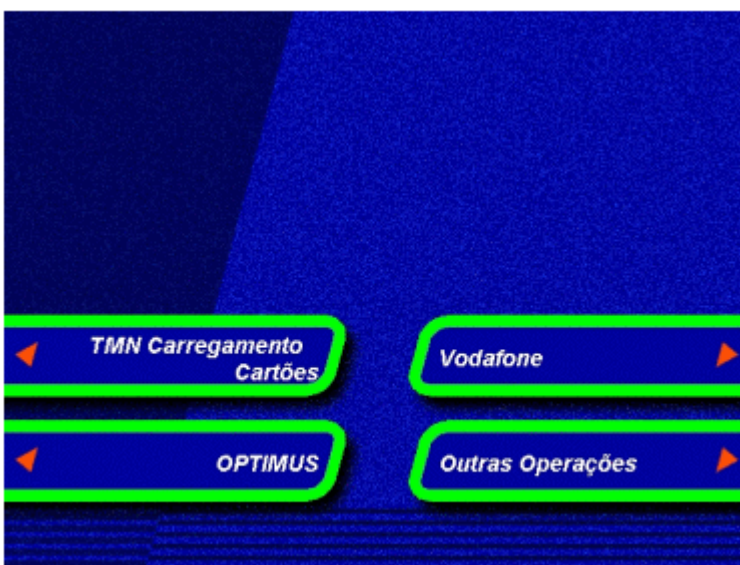 TMN Carregamento
Cartões
Vodafone
OPTIMUS
Outras Operações